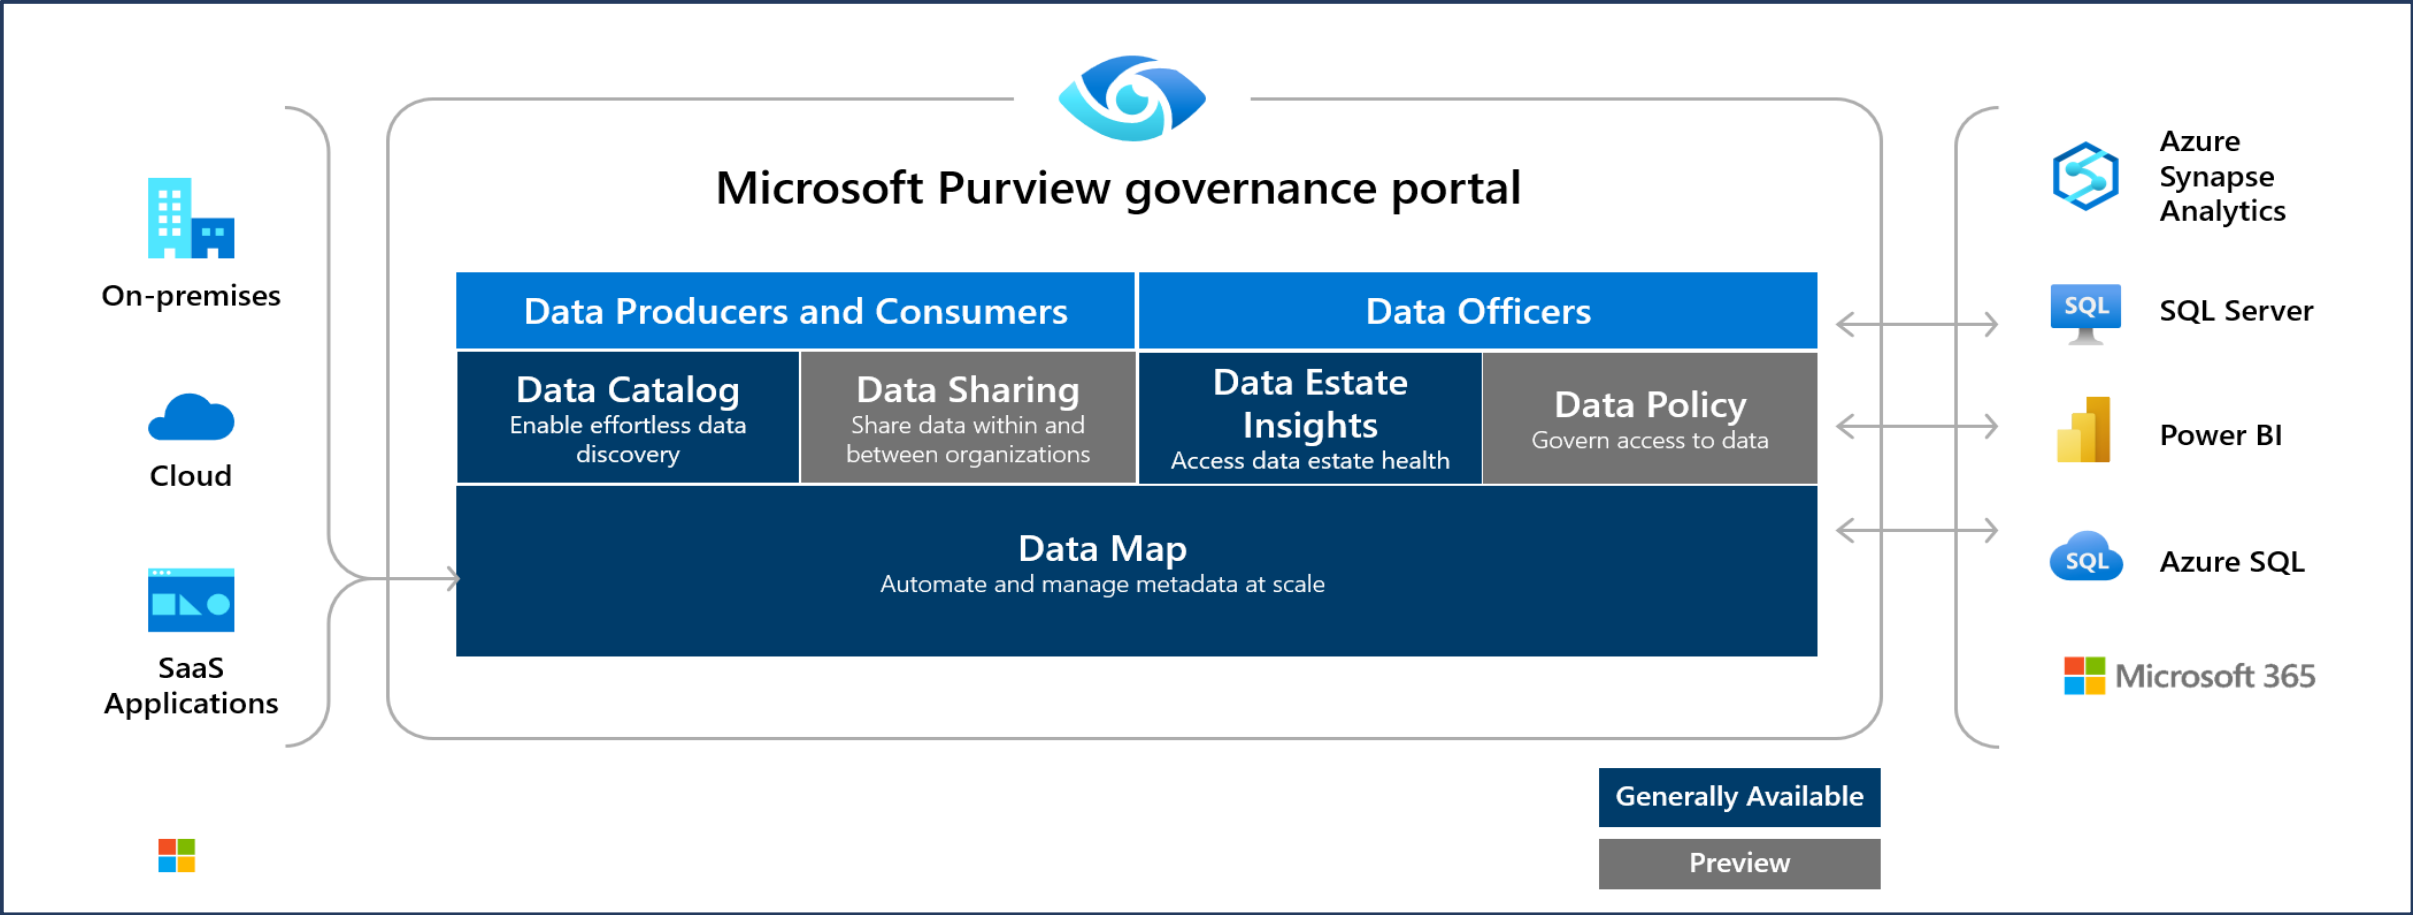 Microsoft Purview governance portal
On-premises
Cloud
SaaS
Applications
Data Producers and Consumers
Data Officers
Data Catalog
Enable effortless data
discovery
Data Sharing
Share data within and
between organizations
Data Estate
Insights
Access data estate health
Data Policy
Govern access to data
Data Map
Automate and manage metadata at scale
Azure
Synapse
Analytics
SQL
SQL Server
Power BI
SQL
Azure SQL
Microsoft 365
Generally Available
Preview